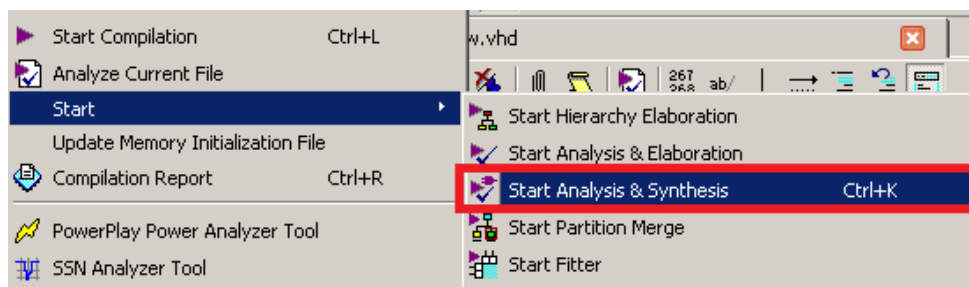 Start Compilation Ctrl+L
Analyze Current File
Start
Update Memory Initialization File
Compilation Report Ctrl+R
PowerPlay Power Analyzer Tool
SSN Analyzer Tool
w.vhd
267
268 ab/
Start Hierarchy Elaboration
Start Analysis & Elaboration
Start Analysis & Synthesis Ctrl+K
Start Partition Merge
Start Fitter